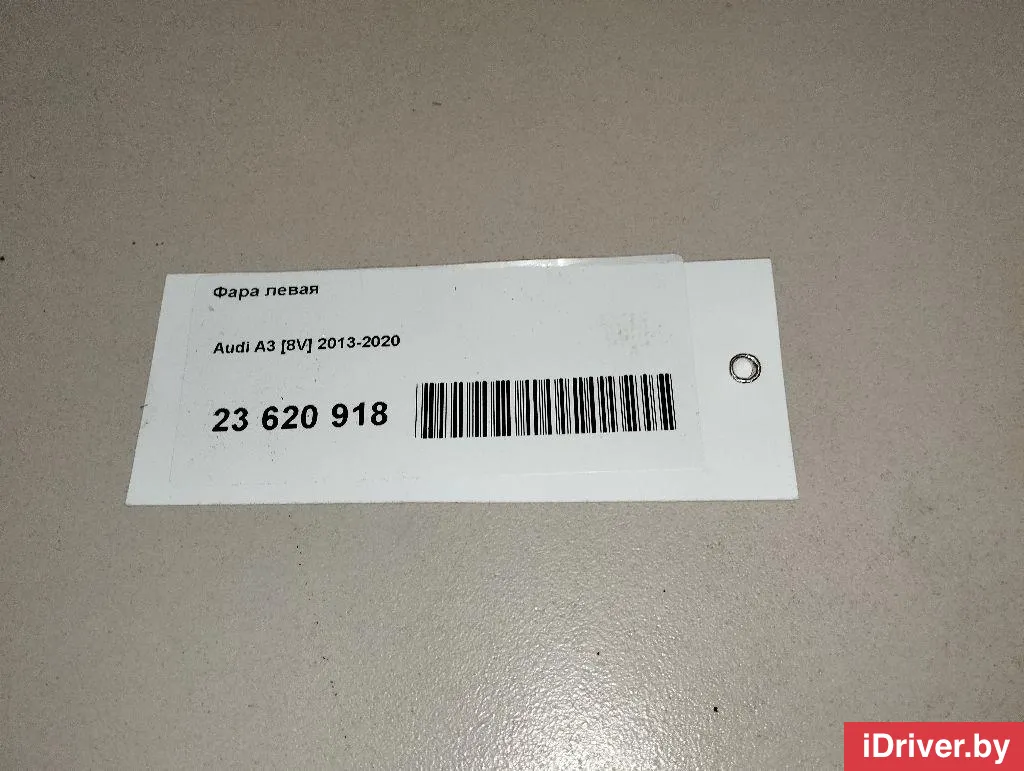 Фара левая
Audi A3 [8V] 2013-2020
23 620 918
iDriver.by